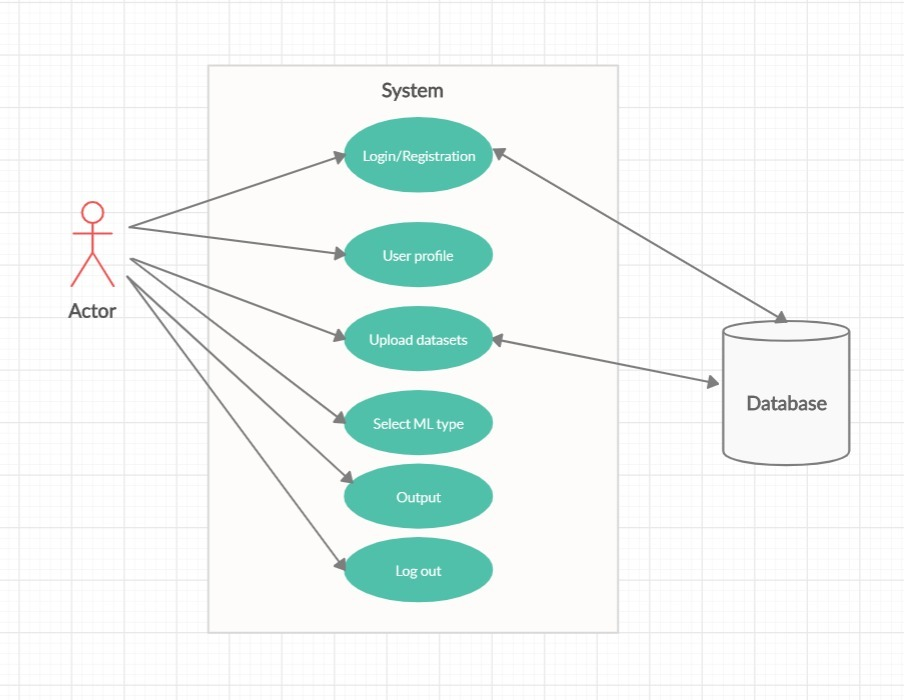 System
Login/Registration
User profile
Actor
Upload datasets
Database
Select ML type
Output
Log out